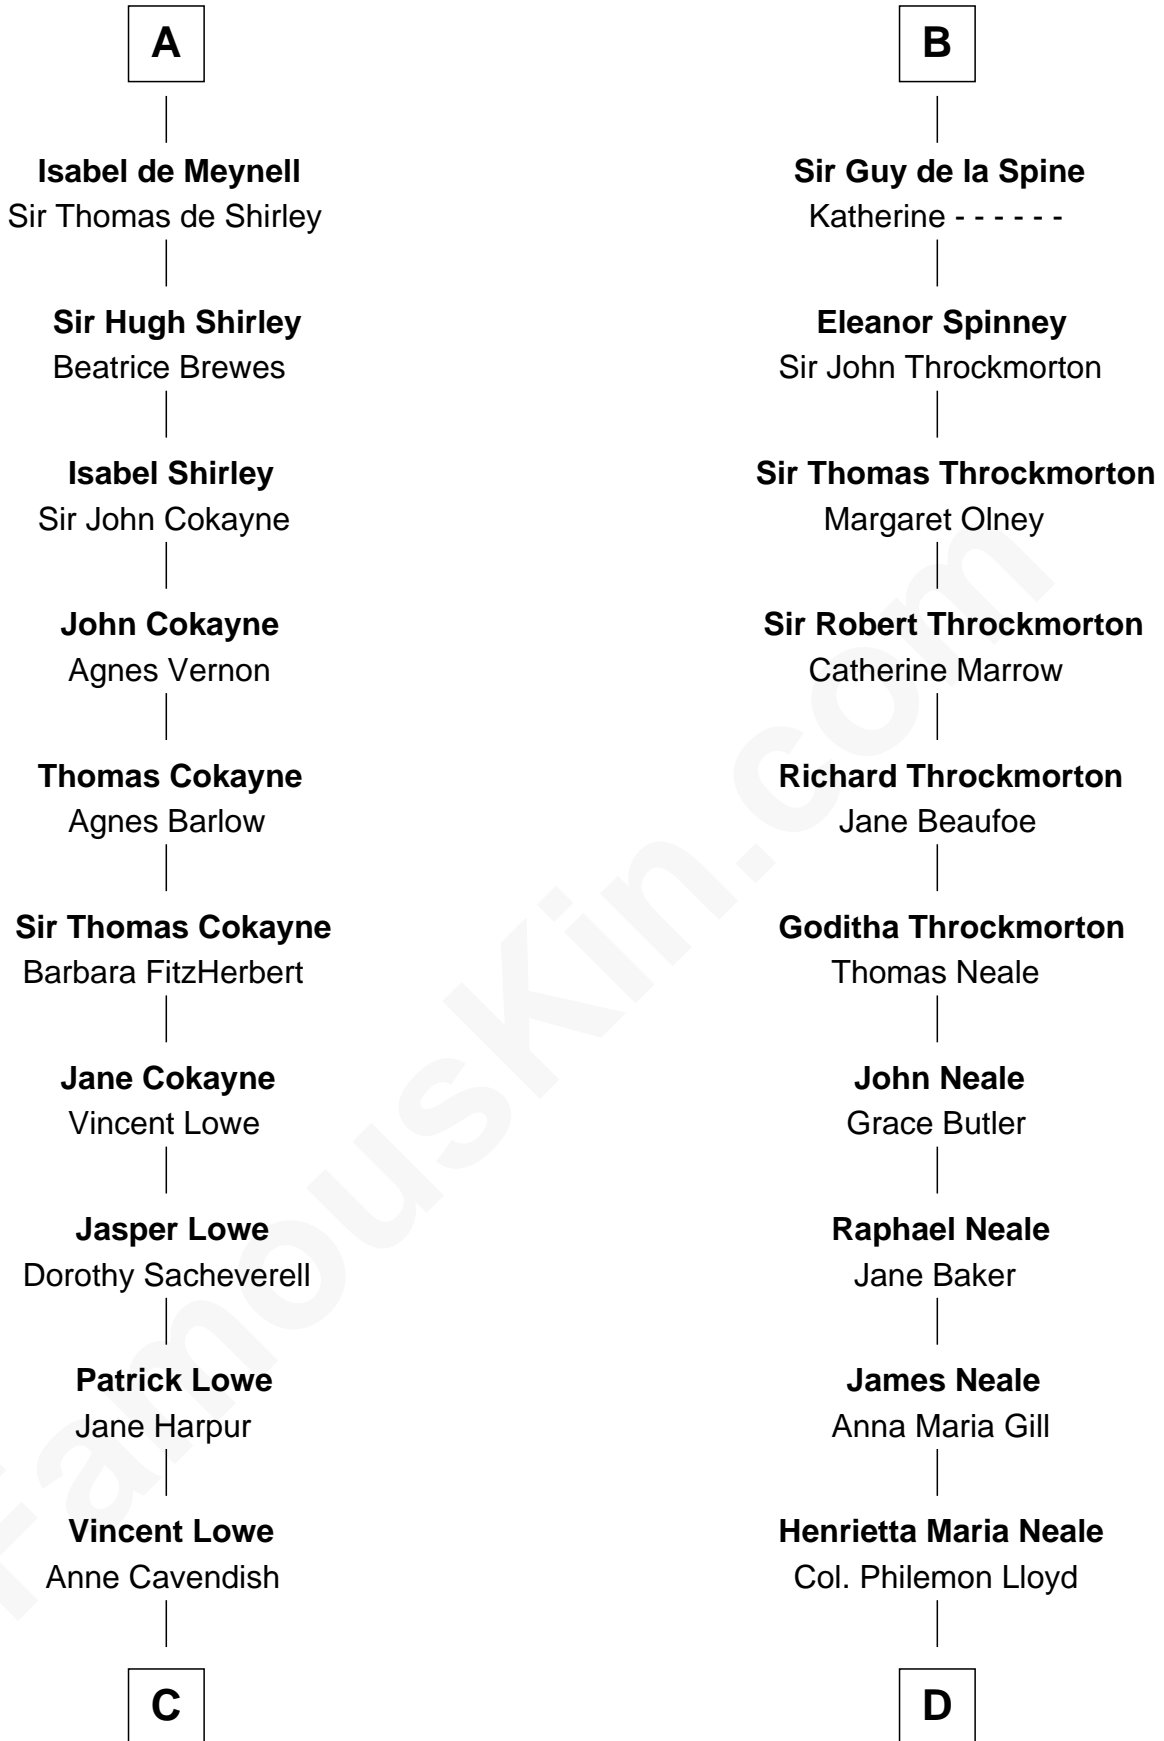 A
Isabel de Meynell
Sir Thomas de Shirley
Sir Hugh Shirley
Beatrice Brewes
Isabel Shirley
Sir John Cokayne
John Cokayne
Agnes Vernon
Thomas Cokayne
Agnes Barlow
Sir Thomas Cokayne
Barbara FitzHerbert
Jane Cokayne
Vincent Lowe
Jasper Lowe
Dorothy Sacheverell
Patrick Lowe
Jane Harpur
Vincent Lowe
Anne Cavendish
C
B
Sir Guy de la Spine
Katherine - - - - - -
Eleanor Spinney
Sir John Throckmorton
Sir Thomas Throckmorton
Margaret Olney
Sir Robert Throckmorton
Catherine Marrow
Richard Throckmorton
Jane Beaufoe
Goditha Throckmorton
Thomas Neale
John Neale
Grace Butler
Raphael Neale
Jane Baker
James Neale
Anna Maria Gill
Henrietta Maria Neale
Col. Philemon Lloyd
D
FamousKin.com